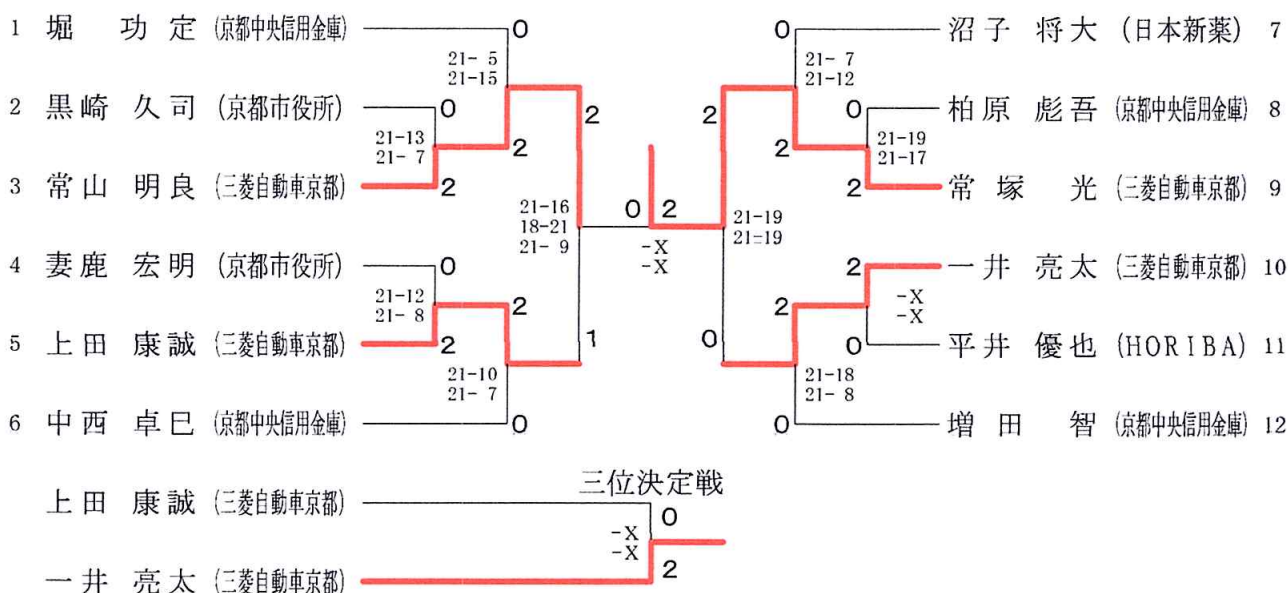 1 堀 功定 (京都中央信用金庫) 0
21- 5
21-15
2 黒崎 久司 (京都市役所) 0
21-13
21- 7
2
2
3 常山 明良 (三菱自動車京都) 2
21-16
18-21
21- 9
4 妻鹿 宏明 (京都市役所) 0
21-12
21- 8
2
5 上田 康誠 (三菱自動車京都) 2
1
21-10
21- 7
6 中西 卓巳 (京都中央信用金庫) 0
0 2
-X
-X
0 沼子 将大 (日本新薬) 7
21- 7
21-12
2
0 柏原 彪吾 (京都中央信用金庫) 8
21-19
21-17
2
2 常塚 光 (三菱自動車京都) 9
21-19
21-19
2 一井 亮太 (三菱自動車京都) 10
-X
-X
2
0 平井 優也 (HORIBA) 11
0
21-18
21- 8
0 増田 智 (京都中央信用金庫) 12
三位決定戦
上田 康誠 (三菱自動車京都) 0
-X
-X
一井 亮太 (三菱自動車京都) 2